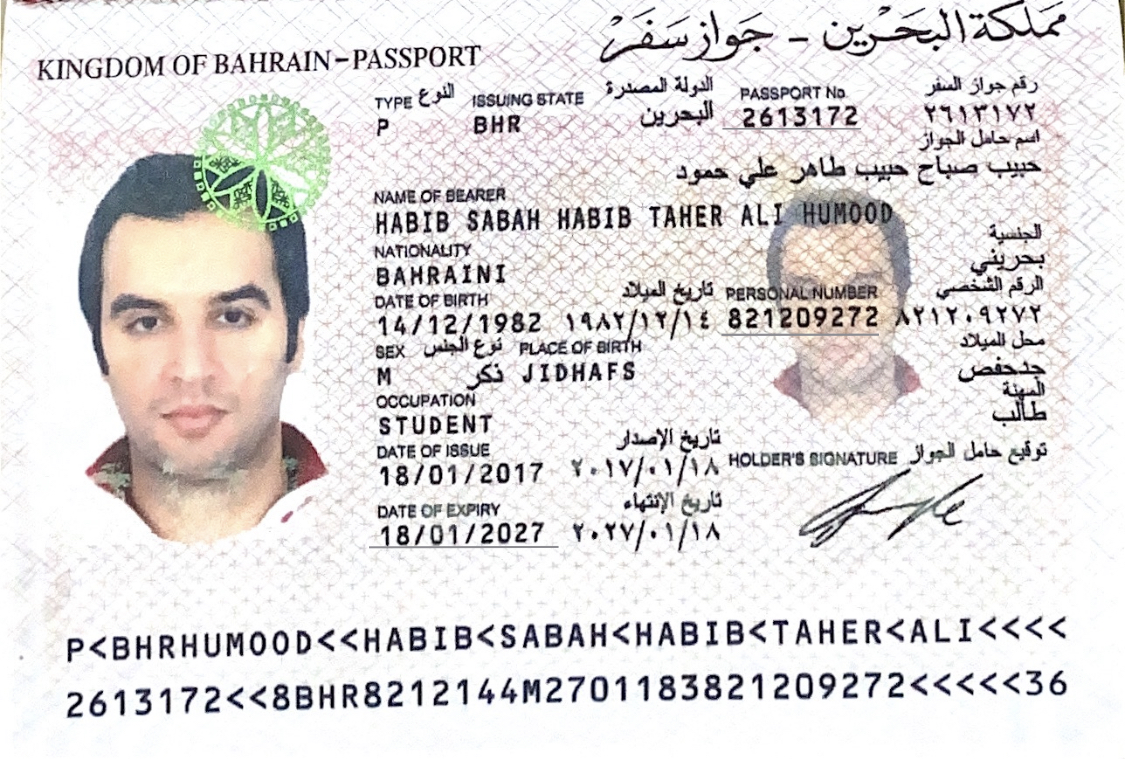 مملكة البحرين - جواز سفر
KINGDOM OF BAHRAIN-PASSPORT
TYPE النوع ISSUING STATE الدولة المصدرة PASSPORT No. رقم جواز السفر
P BHR البحرين 2613172 ٢٦١٣١٧٢
اسم حامل الجواز
حبيب صباح حبيب طاهر علي حمود
NAME OF BEARER
HABIB SABAH HABIB TAHER ALI HUMOOD
NATIONALITY الجنسية
BAHRAINI بحريني
DATE OF BIRTH تاريخ الميلاد PERSONAL NUMBER الرقم الشخصي
14/12/1982 ١٩٨٢/١٢/١٤ 821209272 ٨٢١٢٠٩٢٧٢
SEX نوع الجنس PLACE OF BIRTH محل الميلاد
M ذكر JIDHAFS جدحفص
OCCUPATION المهنة
STUDENT طالب
DATE OF ISSUE تاريخ الإصدار HOLDER'S SIGNATURE توقيع حامل الجواز
18/01/2017 ٢٠١٧/٠١/١٨
DATE OF EXPIRY تاريخ الإنتهاء
18/01/2027 ٢٠٢٧/٠١/١٨
P<BHRHUMOOD<<HABIB<SABAH<HABIB<TAHER<ALI<<<<
2613172<<8BHR8212144M2701183821209272<<<<<36